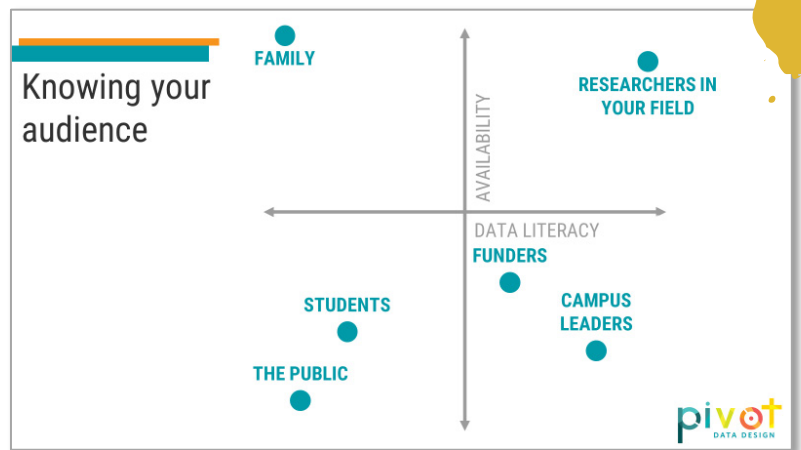 Knowing your
audience
FAMILY
RESEARCHERS IN
YOUR FIELD
AVAILABILITY
DATA LITERACY
FUNDERS
CAMPUS
LEADERS
STUDENTS
THE PUBLIC
pivot
DATA DESIGN